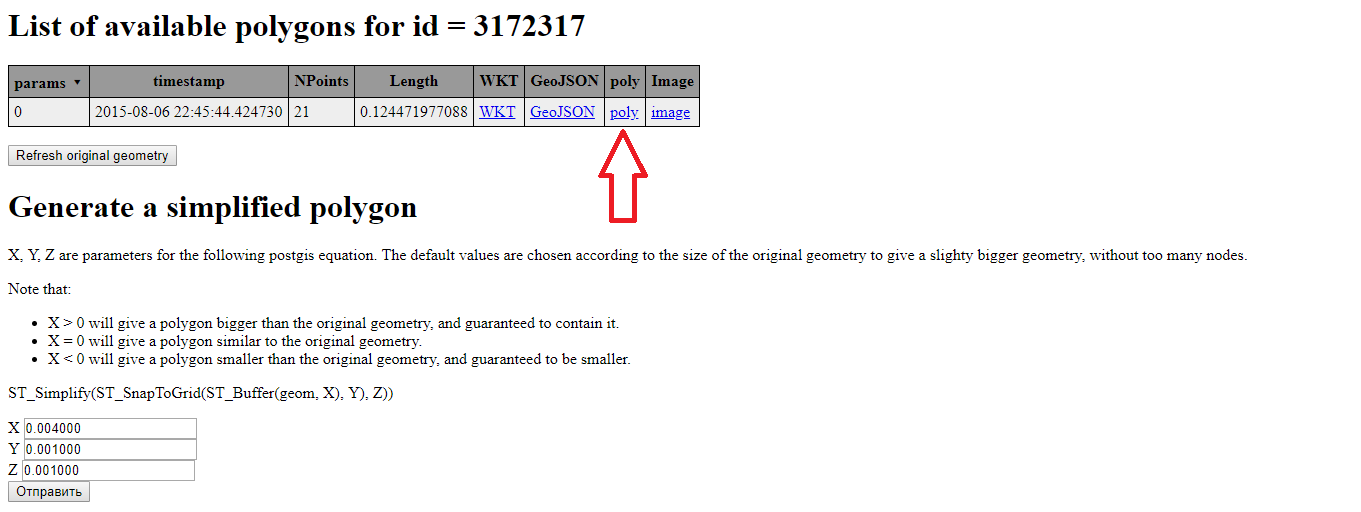 List of available polygons for id = 3172317
params ▼ timestamp NPoints Length WKT GeoJSON poly Image
0 2015-08-06 22:45:44.424730 21 0.124471977088 WKT GeoJSON poly image
Refresh original geometry
Generate a simplified polygon
X, Y, Z are parameters for the following postgis equation. The default values are chosen according to the size of the original geometry to give a slighty bigger geometry, without too many nodes.
Note that:
• X > 0 will give a polygon bigger than the original geometry, and guaranteed to contain it.
• X = 0 will give a polygon similar to the original geometry.
• X < 0 will give a polygon smaller than the original geometry, and guaranteed to be smaller.
ST_Simplify(ST_SnapToGrid(ST_Buffer(geom, X), Y), Z))
X 0.004000
Y 0.001000
Z 0.001000
Отправить